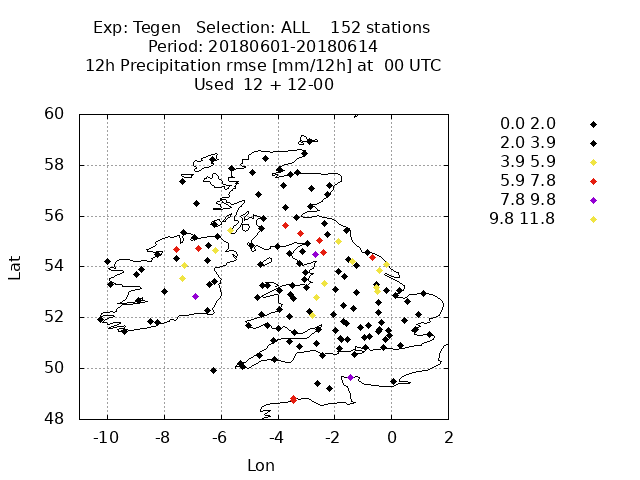 Exp: Tegen   Selection: ALL    152 stations
Period: 20180601-20180614
12h Precipitation rmse [mm/12h] at  00 UTC
Used  12 + 12-00
60
58
56
54
52
50
48
Lat
-10 -8 -6 -4 -2 0 2
Lon
0.0 2.0
2.0 3.9
3.9 5.9
5.9 7.8
7.8 9.8
9.8 11.8